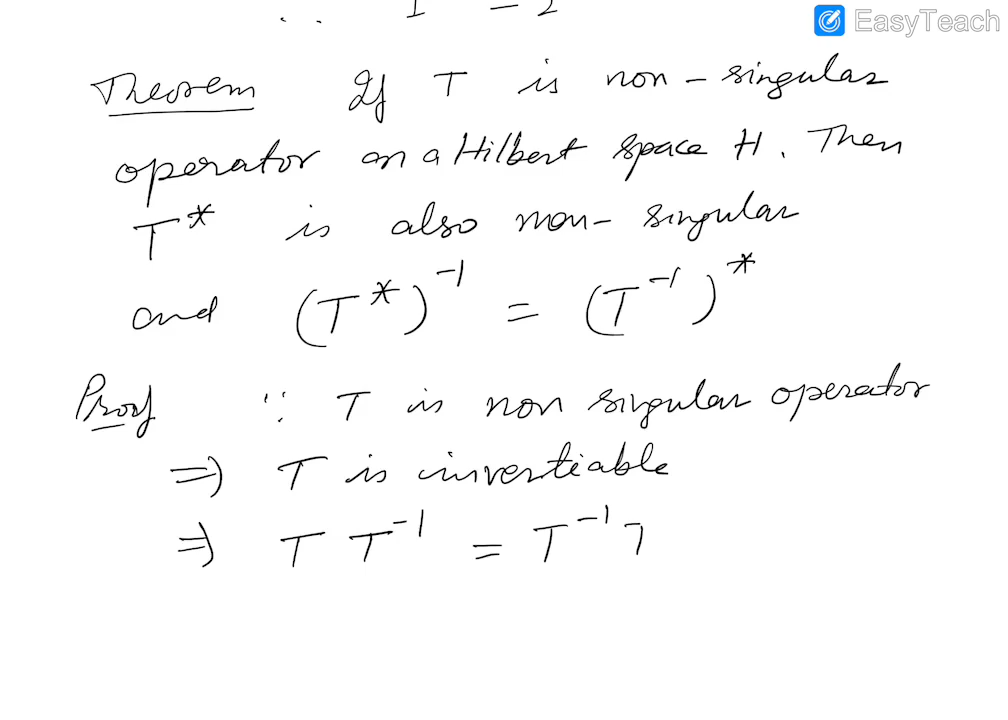 EasyTeach
Theorem If T is non-singular
operator on a Hilbert space H. Then
T* is also non-singular
and (T*)⁻¹ = (T⁻¹)*
Proof ∵ T is non singular operator
⇒ T is invertiable
⇒ T T⁻¹ = T⁻¹